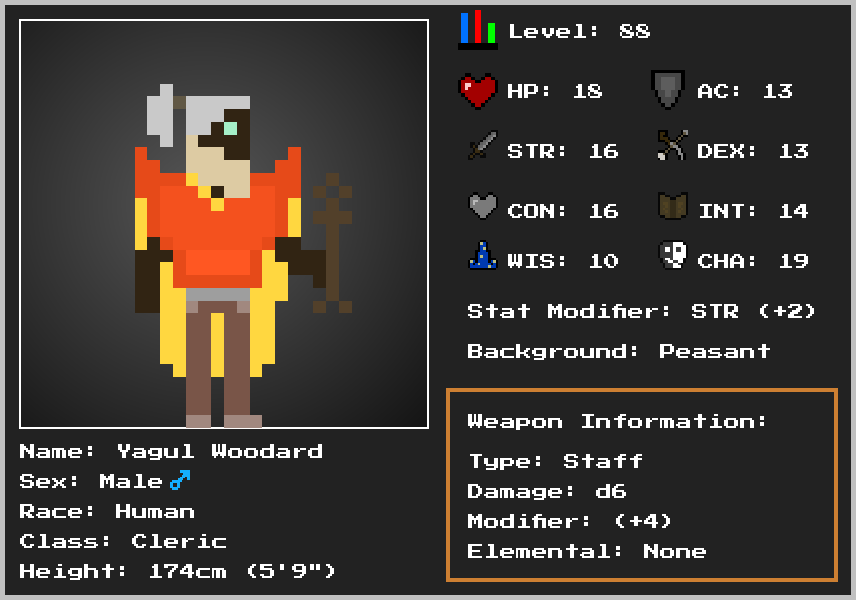 Level: 88
HP: 18 AC: 13
STR: 16 DEX: 13
CON: 16 INT: 14
WIS: 10 CHA: 19
Stat Modifier: STR (+2)
Background: Peasant
Weapon Information:
Type: Staff
Damage: d6
Modifier: (+4)
Elemental: None
Name: Yagul Woodard
Sex: Male ♂
Race: Human
Class: Cleric
Height: 174cm (5'9")